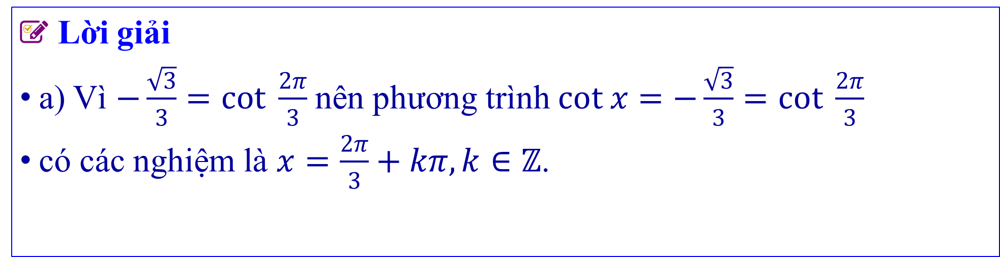 Lời giải
• a) Vì −√3/3 = cot 2π/3 nên phương trình cot x = −√3/3 = cot 2π/3
• có các nghiệm là x = 2π/3 + kπ, k ∈ ℤ.